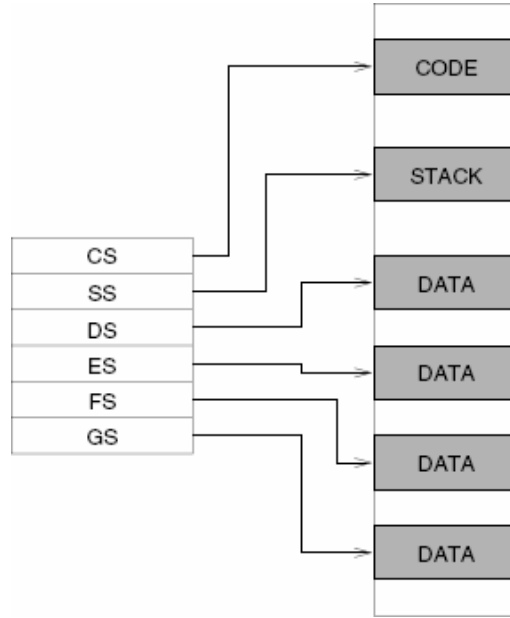 CODE
STACK
CS
SS
DS
ES
FS
GS
DATA
DATA
DATA
DATA